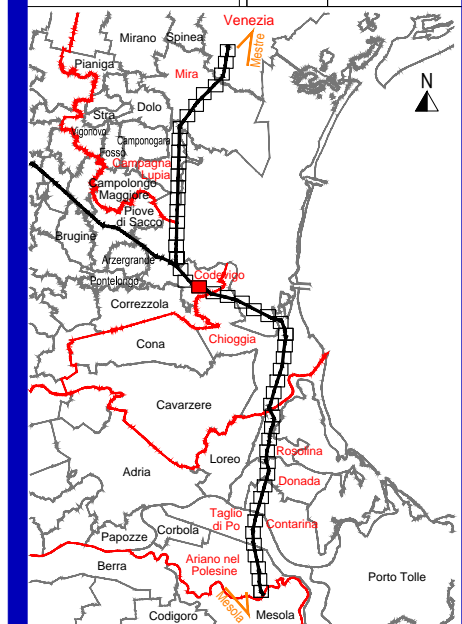 Venezia
Mirano
Spinea
Mestre
Pianiga
Mira
N
Dolo
Stra
Vigonovo
Camponogara
Fosso
Campagna
Lupia
Campolongo
Maggiore
Piove
di Sacco
Brugine
Arzergrande
Codevigo
Pontelongo
Correzzola
Chioggia
Cona
Cavarzere
Rosolina
Loreo
Adria
Donada
Taglio
di Po
Contarina
Corbola
Papozze
Ariano nel
Polesine
Berra
Porto Tolle
Mesola
Mesola
Codigoro